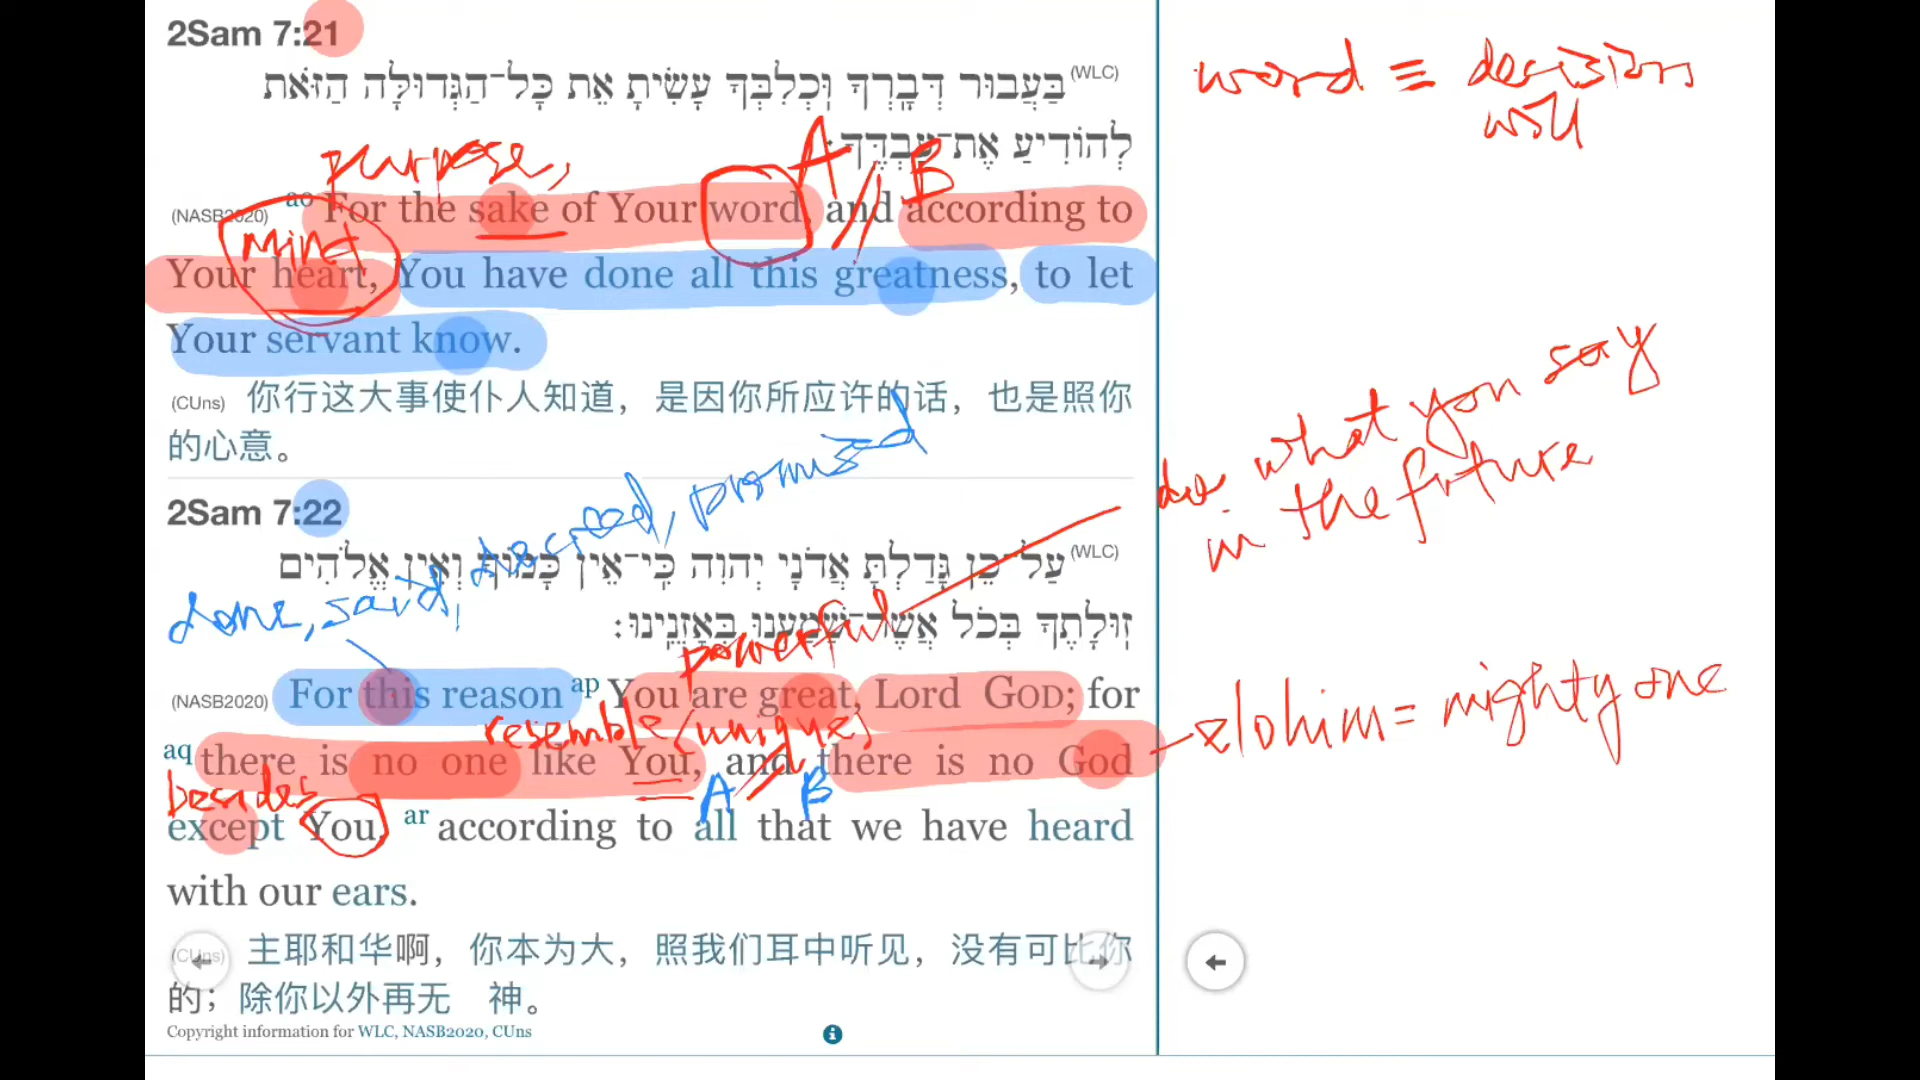 2Sam 7:21
בַּעֲבוּר דְּבָרְךָ וּֽכְלִבְּךָ עָשִׂיתָ אֵת כָּל־הַגְּדוּלָּה הַזֹּאת (WLC)
לְהוֹדִיעַ אֶת־עַבְדֶּךָ׃
purpose,
A // B
(NASB2020) ao For the sake of Your word, and according to
mind
Your heart, You have done all this greatness, to let
Your servant know.
(CUns) 你行这大事使仆人知道，是因你所应许的话，也是照你
的心意。
2Sam 7:22
עַל־כֵּן גָּדַלְתָּ אֲדֹנָי יְהוִה כִּי־אֵין כָּמוֹךָ וְאֵין אֱלֹהִים (WLC)
זֽוּלָתֶךָ בְּכֹל אֲשֶׁר־שָׁמַעְנוּ בְּאָזְנֵֽינוּ׃
done, said, decreed, promised
powerful
(NASB2020) For this reason ap You are great, Lord GOD; for
resemble (unique)
aq there is no one like You, and there is no God
besides
A // B
except You, ar according to all that we have heard
with our ears.
(CUns) 主耶和华啊，你本为大，照我们耳中听见，没有可比你
的；除你以外再无 神。
Copyright information for WLC, NASB2020, CUns
word ≡ decision
will
do what you say
in the future
elohim = mighty one